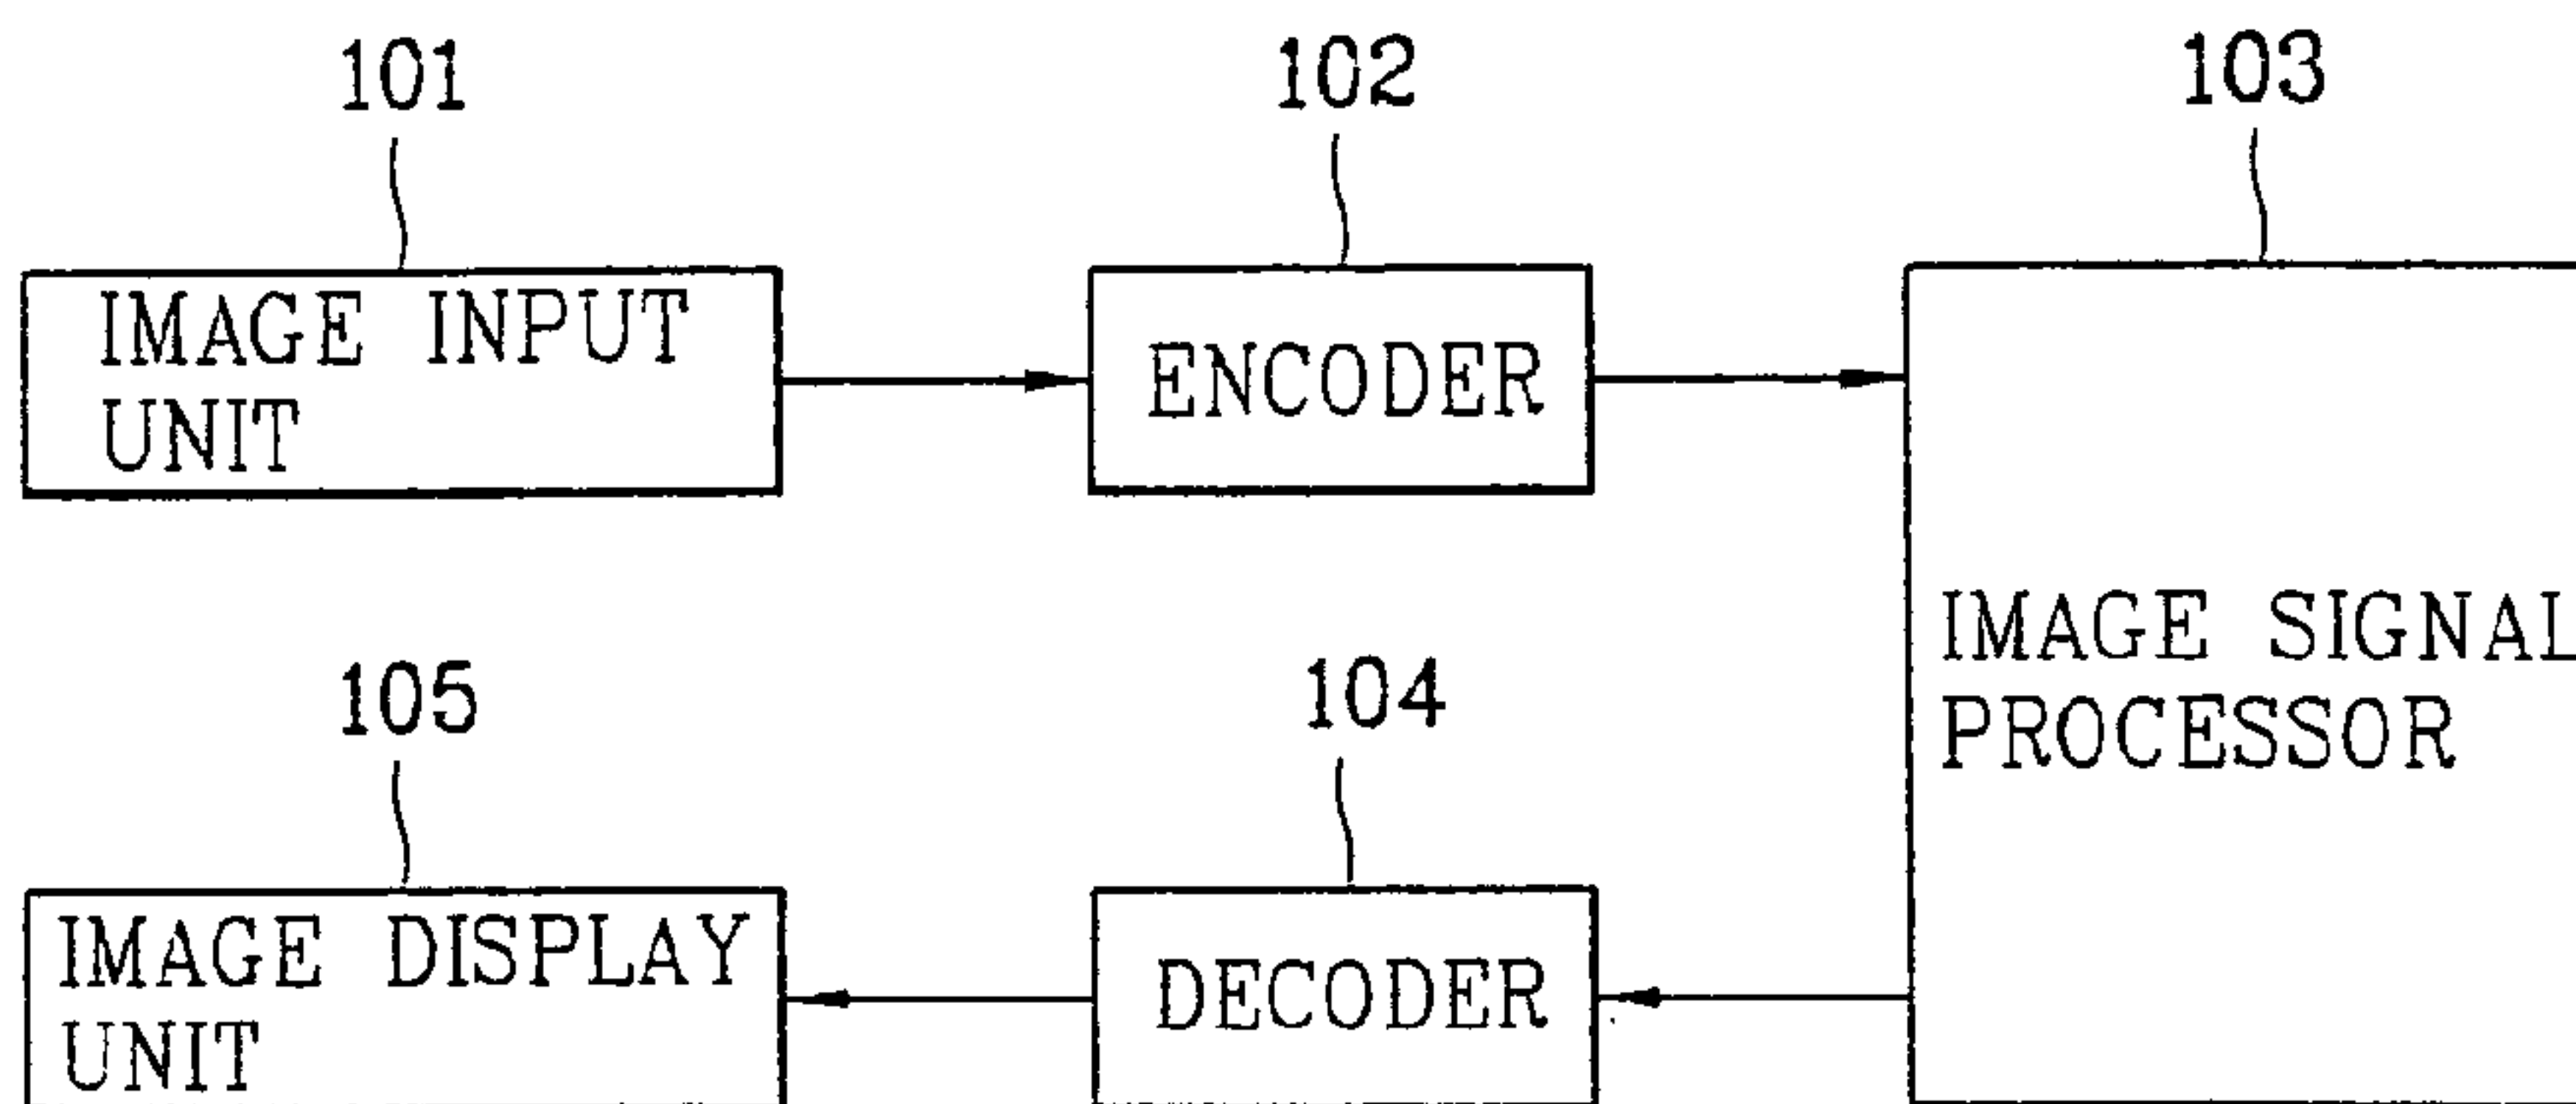 101
102
103
IMAGE INPUT
UNIT
ENCODER
IMAGE SIGNAL
PROCESSOR
105
104
IMAGE DISPLAY
UNIT
DECODER